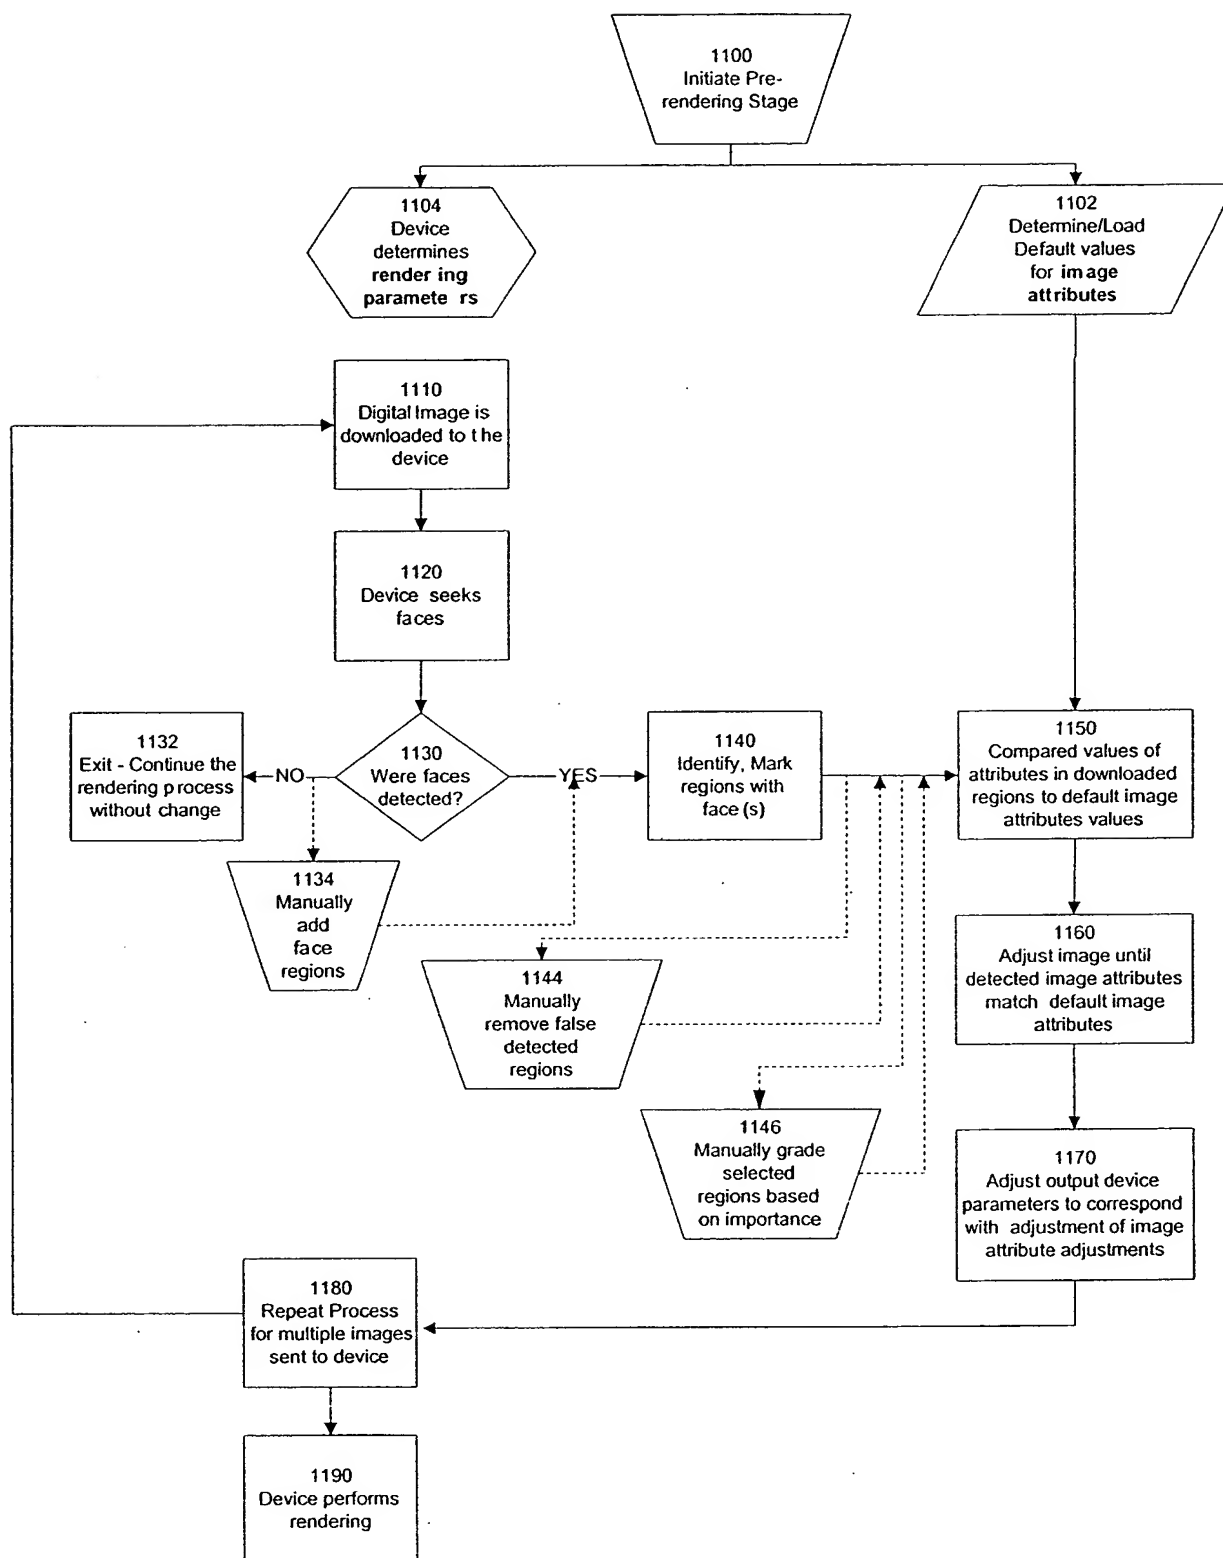 1100
Initiate Pre-
rendering Stage
1104
Device
determines
render ing
paramete rs
1102
Determine/Load
Default values
for image
attributes
1110
Digital Image is
downloaded to t he
device
1120
Device seeks
faces
1130
Were faces
detected?
NO
YES
1132
Exit - Continue the
rendering process
without change
1134
Manually
add
face
regions
1140
Identify, Mark
regions with
face (s)
1144
Manually
remove false
detected
regions
1146
Manually grade
selected
regions based
on importance
1150
Compared values of
attributes in downloaded
regions to default image
attributes values
1160
Adjust image until
detected image attributes
match default image
attributes
1170
Adjust output device
parameters to correspond
with adjustment of image
attribute adjustments
1180
Repeat Process
for multiple images
sent to device
1190
Device performs
rendering